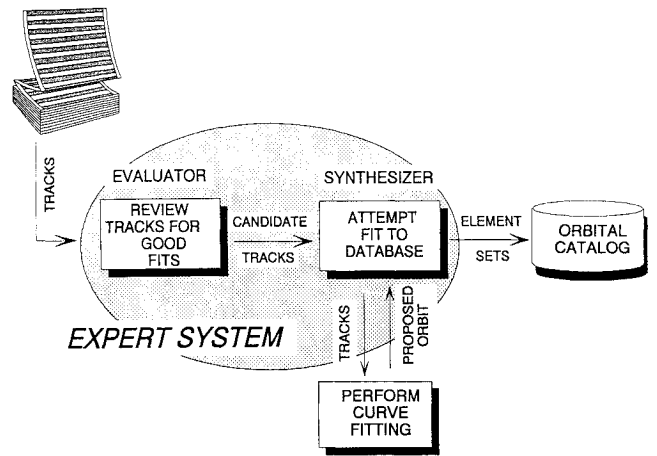 TRACKS
EVALUATOR
REVIEW
TRACKS FOR
GOOD
FITS
CANDIDATE
TRACKS
SYNTHESIZER
ATTEMPT
FIT TO
DATABASE
ELEMENT
SETS
ORBITAL
CATALOG
EXPERT SYSTEM
TRACKS
PROPOSED
ORBIT
PERFORM
CURVE
FITTING